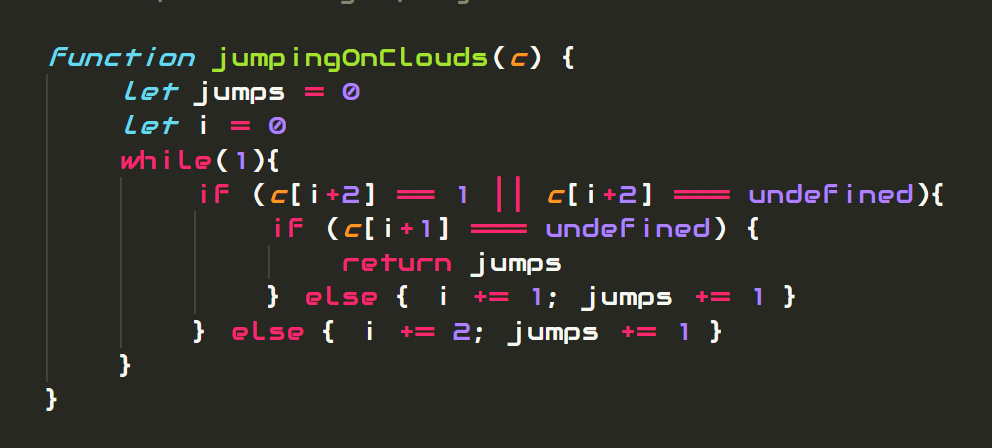 function jumpingOnClouds(c) {
let jumps = 0
let i = 0
while(1){
if (c[i+2] == 1 || c[i+2] === undefined){
if (c[i+1] === undefined) {
return jumps
} else { i += 1; jumps += 1 }
} else { i += 2; jumps += 1 }
}
}